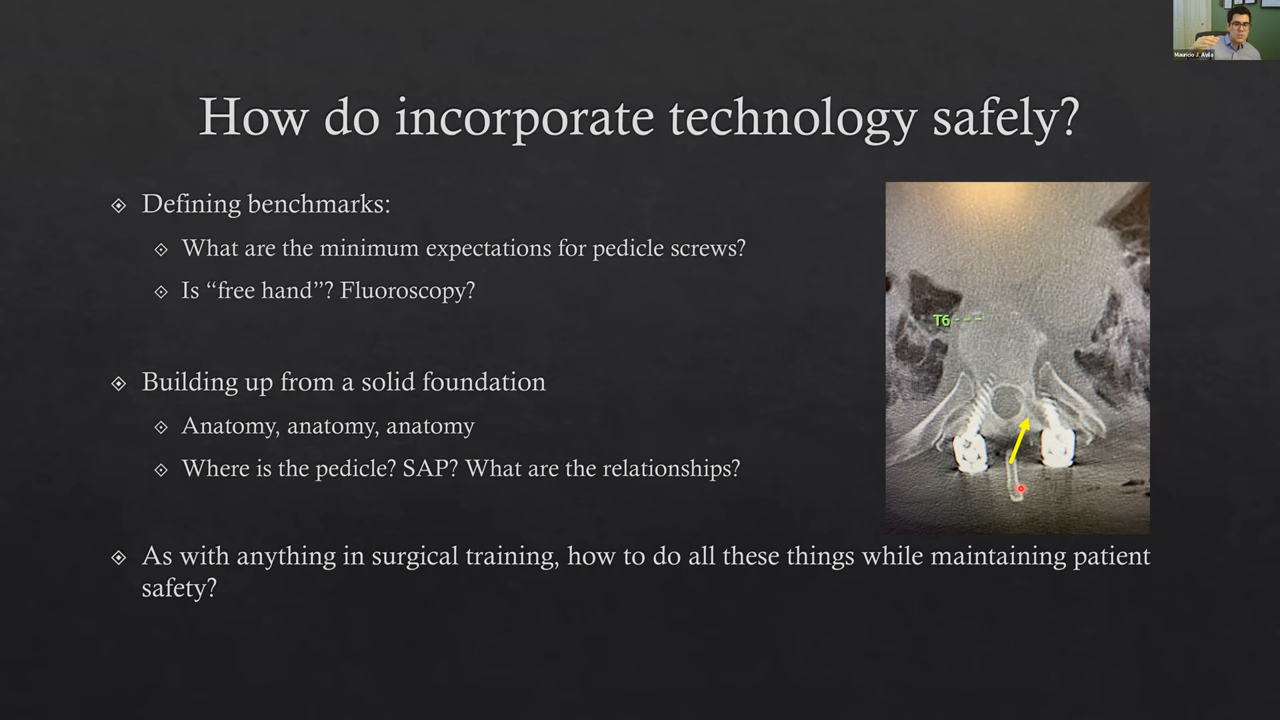 Mauricio J. Avila
How do incorporate technology safely?
Defining benchmarks:
What are the minimum expectations for pedicle screws?
Is “free hand”? Fluoroscopy?
T6
Building up from a solid foundation
Anatomy, anatomy, anatomy
Where is the pedicle? SAP? What are the relationships?
As with anything in surgical training, how to do all these things while maintaining patient
safety?